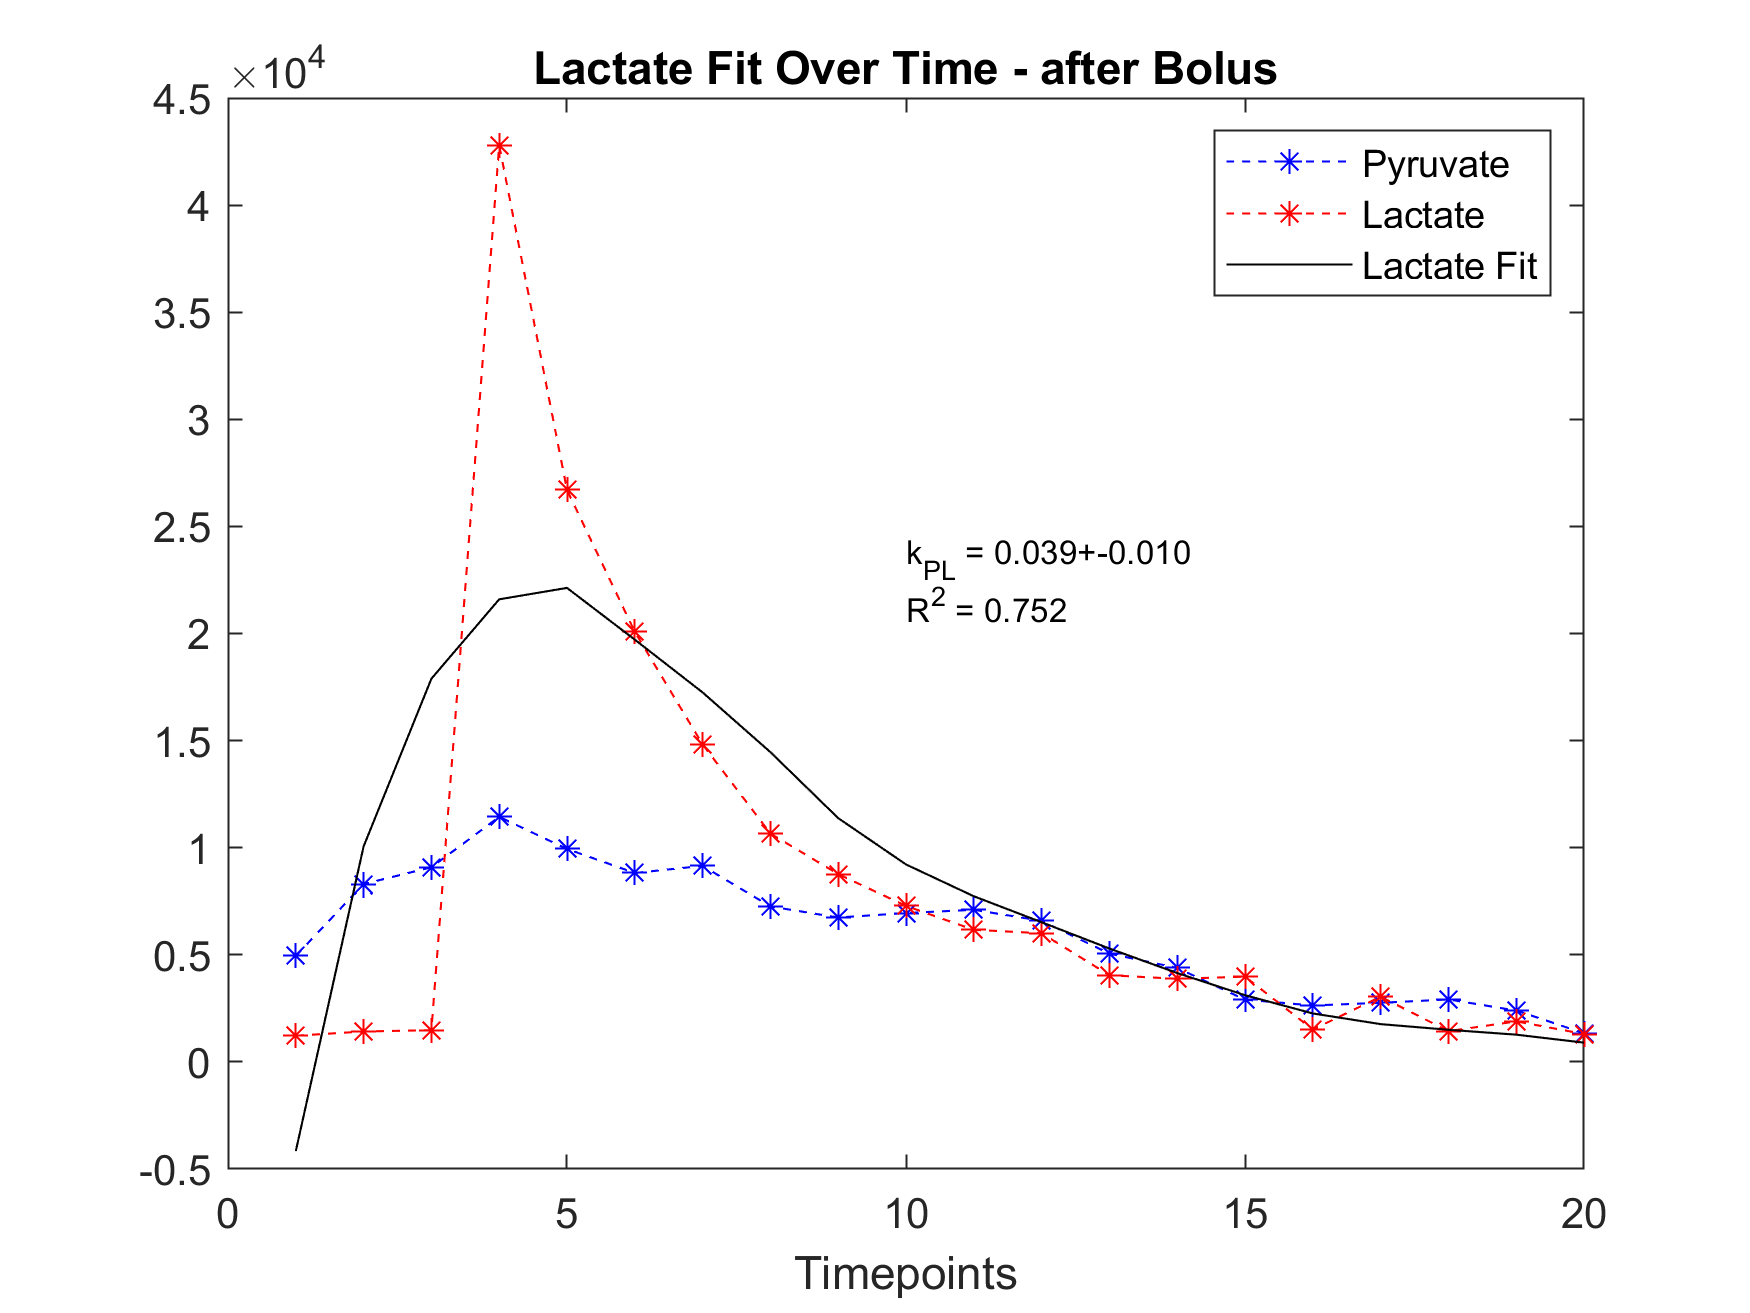 Lactate Fit Over Time - after Bolus
×10^4
4.5
4
3.5
3
2.5
2
1.5
1
0.5
0
-0.5
Pyruvate
Lactate
Lactate Fit
k_PL = 0.039+-0.010
R^2 = 0.752
0 5 10 15 20
Timepoints